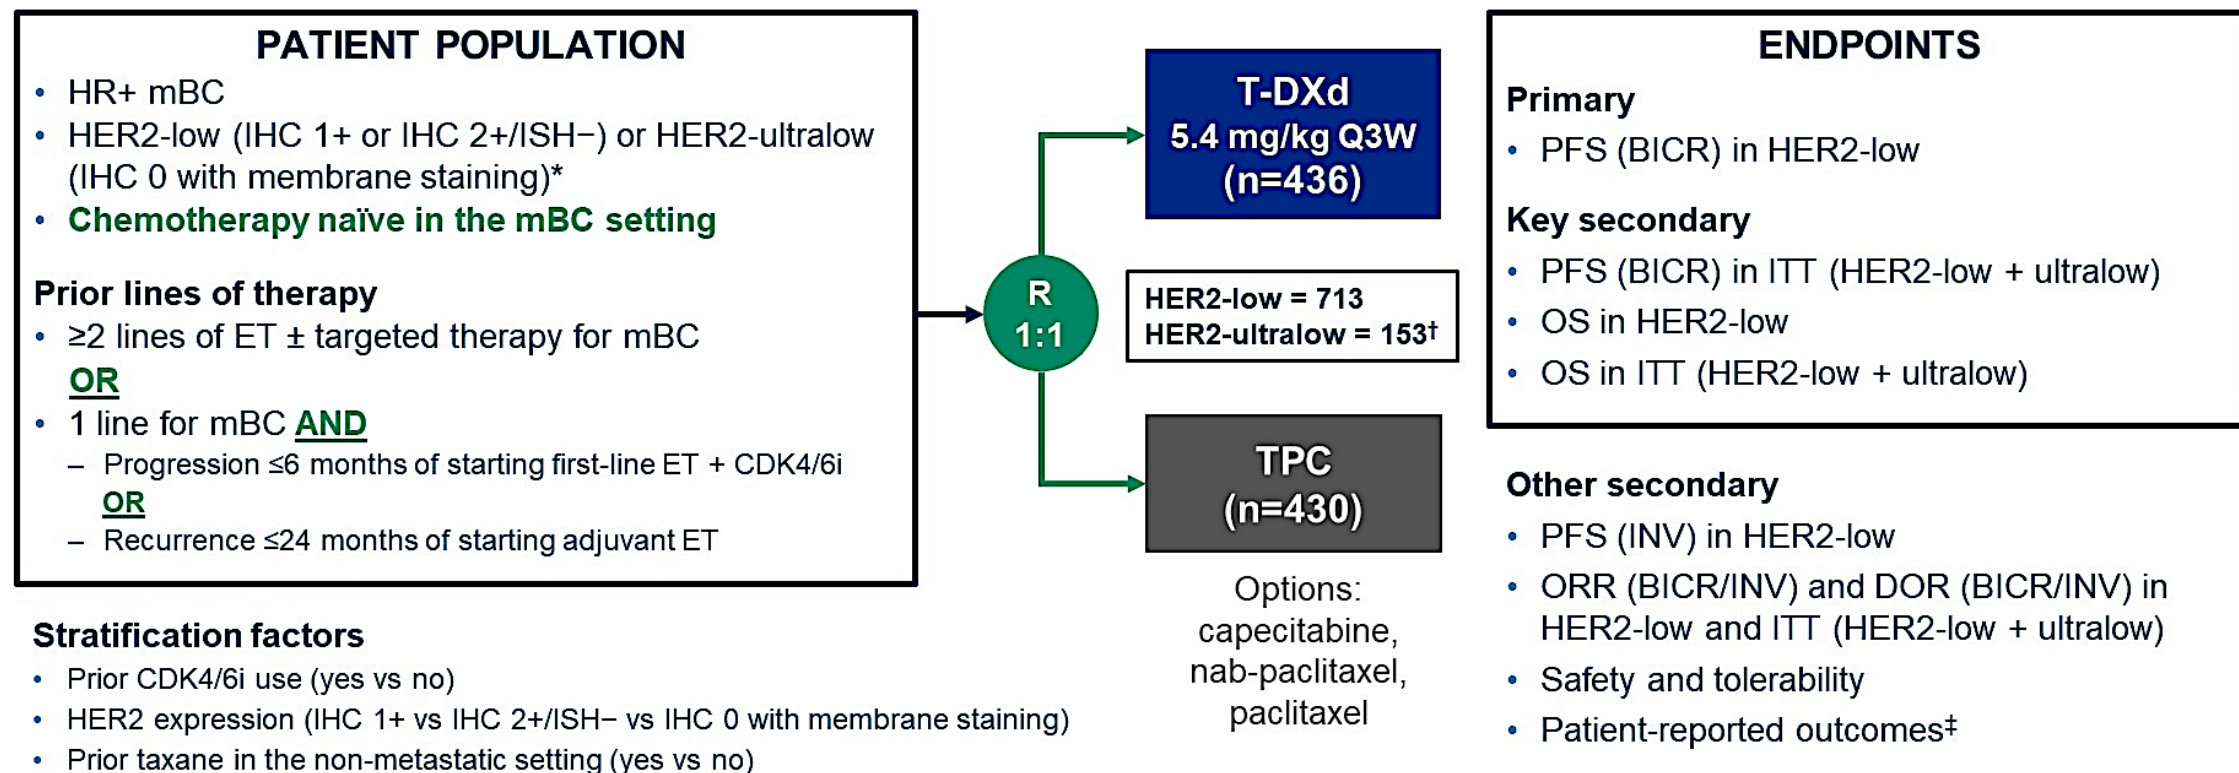 PATIENT POPULATION
• HR+ mBC
• HER2-low (IHC 1+ or IHC 2+/ISH−) or HER2-ultralow
(IHC 0 with membrane staining)*
• Chemotherapy naïve in the mBC setting
Prior lines of therapy
• ≥2 lines of ET ± targeted therapy for mBC
OR
• 1 line for mBC AND
– Progression ≤6 months of starting first-line ET + CDK4/6i
OR
– Recurrence ≤24 months of starting adjuvant ET
Stratification factors
• Prior CDK4/6i use (yes vs no)
• HER2 expression (IHC 1+ vs IHC 2+/ISH− vs IHC 0 with membrane staining)
• Prior taxane in the non-metastatic setting (yes vs no)
R
1:1
T-DXd
5.4 mg/kg Q3W
(n=436)
HER2-low = 713
HER2-ultralow = 153†
TPC
(n=430)
Options:
capecitabine,
nab-paclitaxel,
paclitaxel
ENDPOINTS
Primary
• PFS (BICR) in HER2-low
Key secondary
• PFS (BICR) in ITT (HER2-low + ultralow)
• OS in HER2-low
• OS in ITT (HER2-low + ultralow)
Other secondary
• PFS (INV) in HER2-low
• ORR (BICR/INV) and DOR (BICR/INV) in
HER2-low and ITT (HER2-low + ultralow)
• Safety and tolerability
• Patient-reported outcomes‡